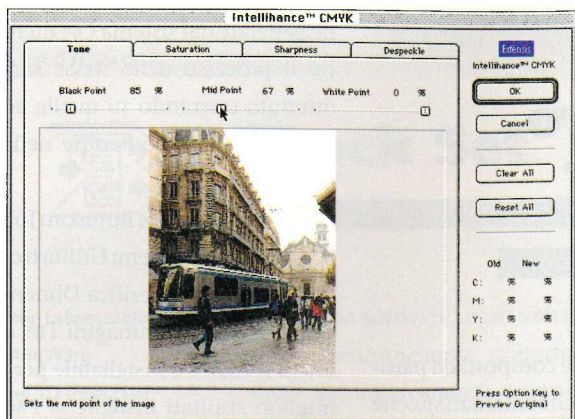 Intellihance™ CMYK
Tone Saturation Sharpness Despeckle
Extensis
Intellihance™ CMYK
Black Point 85 % Mid Point 67 % White Point 0 %
OK
Cancel
Clear All
Reset All
Old New
C: % %
M: % %
Y: % %
K: % %
Sets the mid point of the image
Press Option Key to
Preview Original